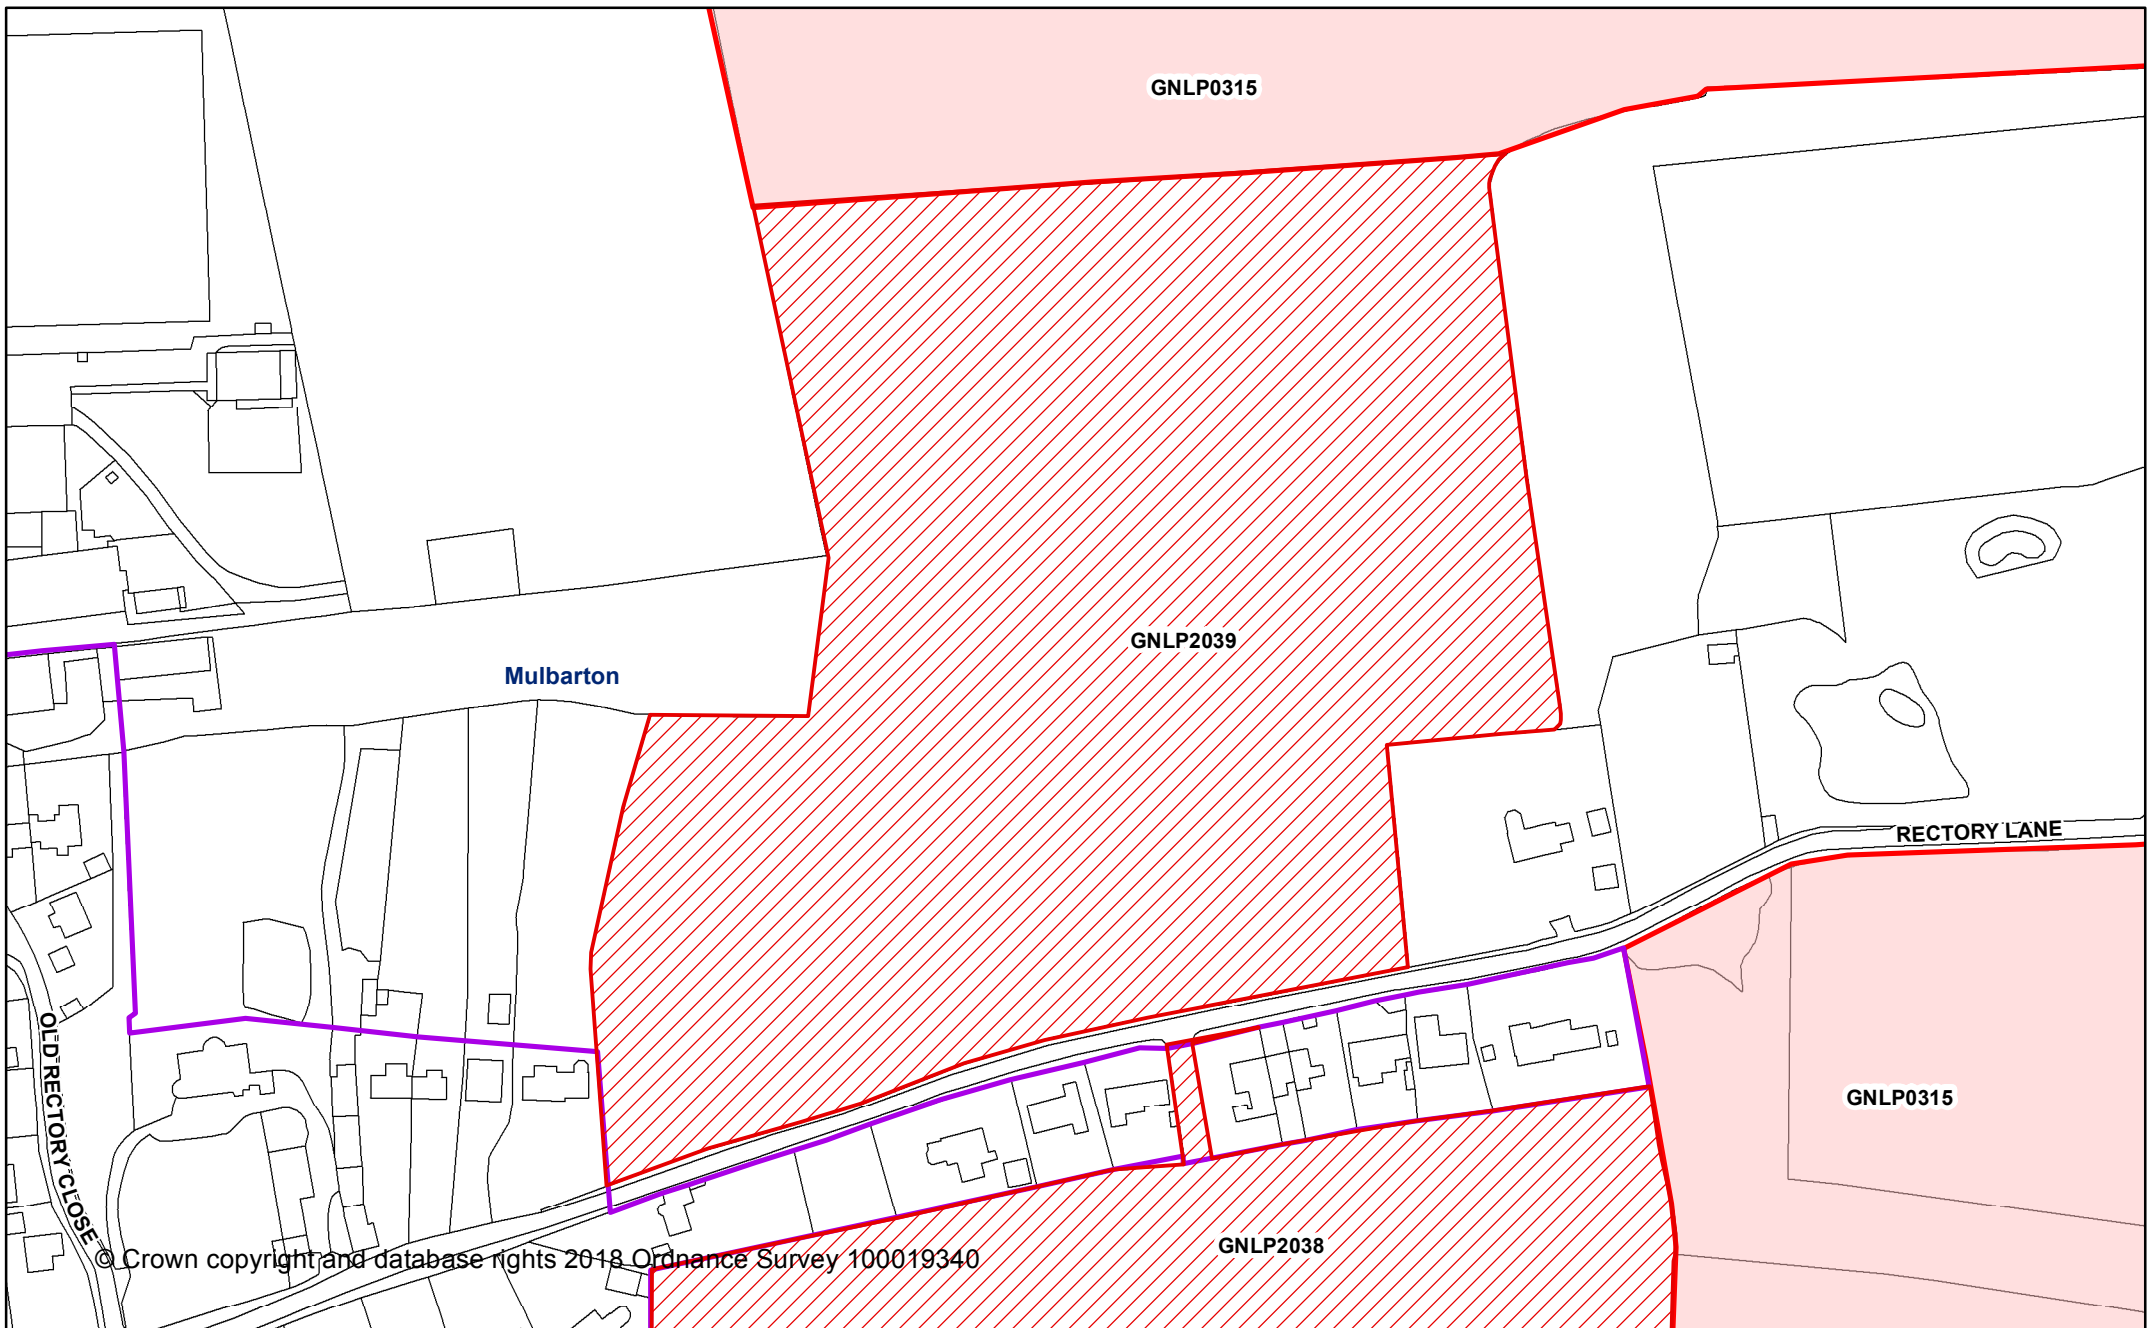 GNLP0315
GNLP2039
Mulbarton
RECTORY LANE
OLD RECTORY CLOSE
GNLP0315
GNLP2038
© Crown copyright and database rights 2018 Ordnance Survey 100019340